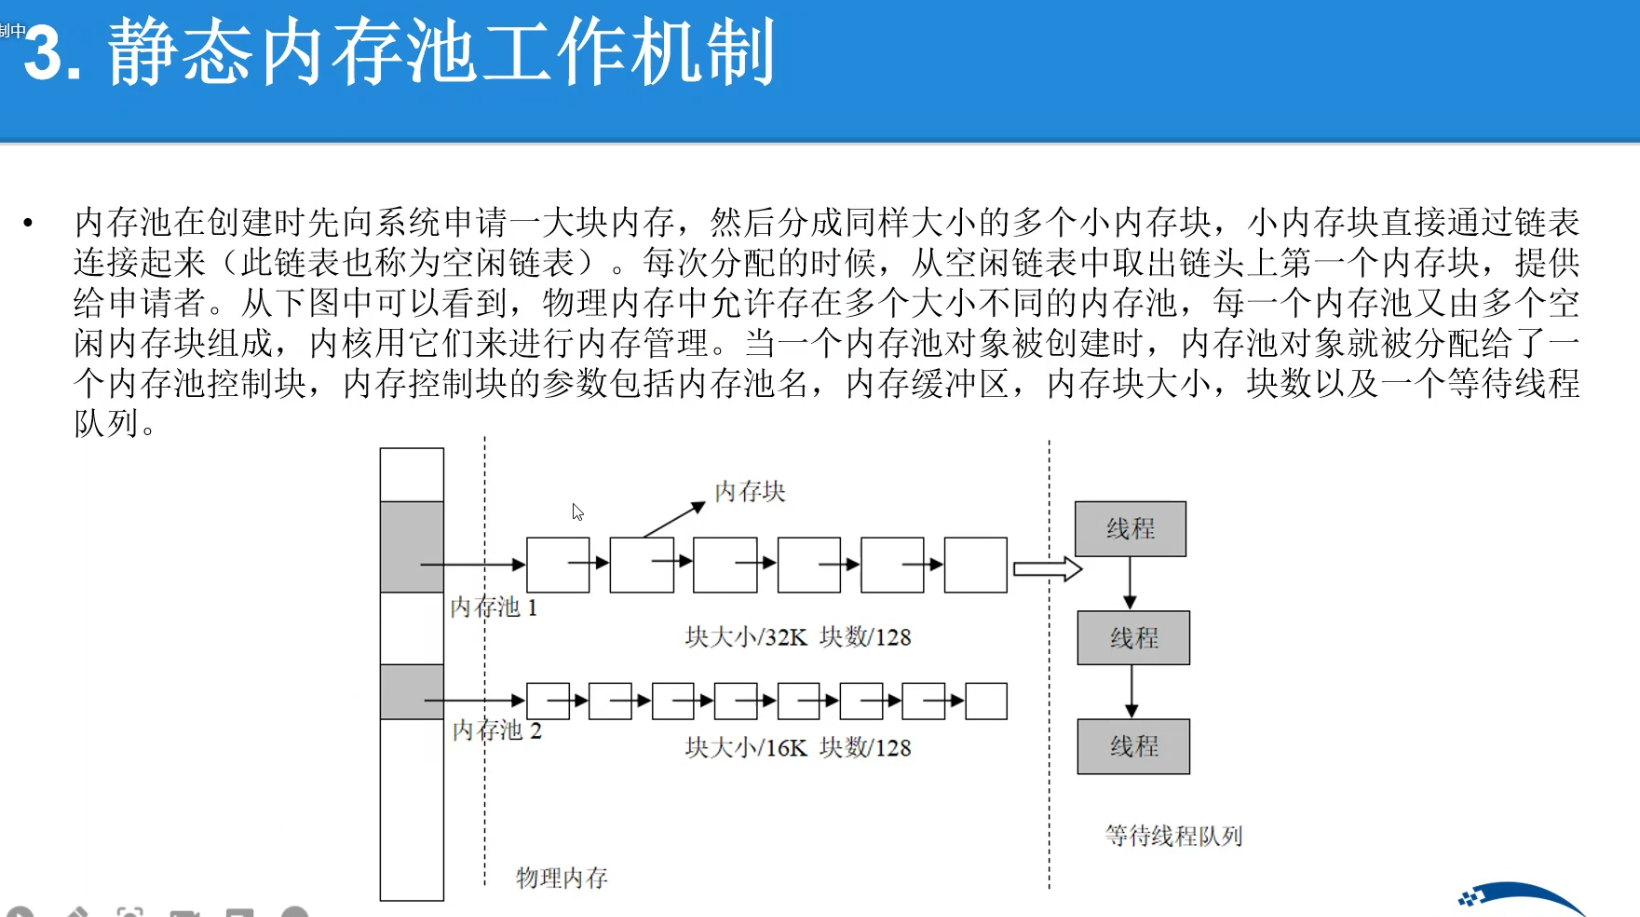 制中
3. 静态内存池工作机制
• 内存池在创建时先向系统申请一大块内存，然后分成同样大小的多个小内存块，小内存块直接通过链表
连接起来（此链表也称为空闲链表）。每次分配的时候，从空闲链表中取出链头上第一个内存块，提供
给申请者。从下图中可以看到，物理内存中允许存在多个大小不同的内存池，每一个内存池又由多个空
闲内存块组成，内核用它们来进行内存管理。当一个内存池对象被创建时，内存池对象就被分配给了一
个内存池控制块，内存控制块的参数包括内存池名，内存缓冲区，内存块大小，块数以及一个等待线程
队列。
内存块
线程
内存池 1
块大小/32K 块数/128
线程
内存池 2
块大小/16K 块数/128
线程
等待线程队列
物理内存